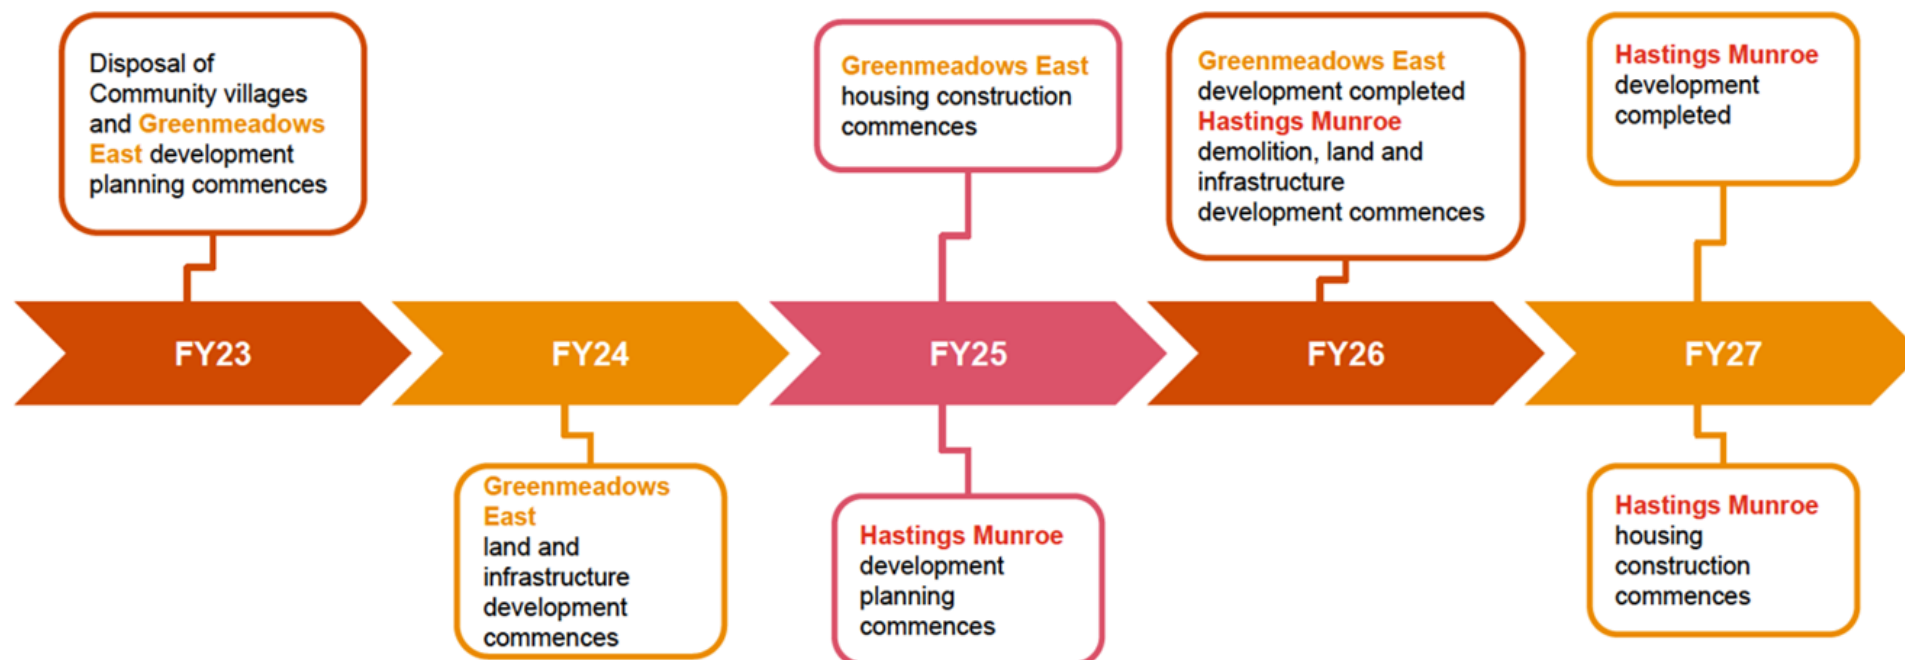 Disposal of
Community villages
and Greenmeadows
East development
planning commences
Greenmeadows East
housing construction
commences
Greenmeadows East
development completed
Hastings Munroe
demolition, land and
infrastructure
development commences
Hastings Munroe
development
completed
FY23
FY24
FY25
FY26
FY27
Greenmeadows
East
land and
infrastructure
development
commences
Hastings Munroe
development
planning
commences
Hastings Munroe
housing
construction
commences